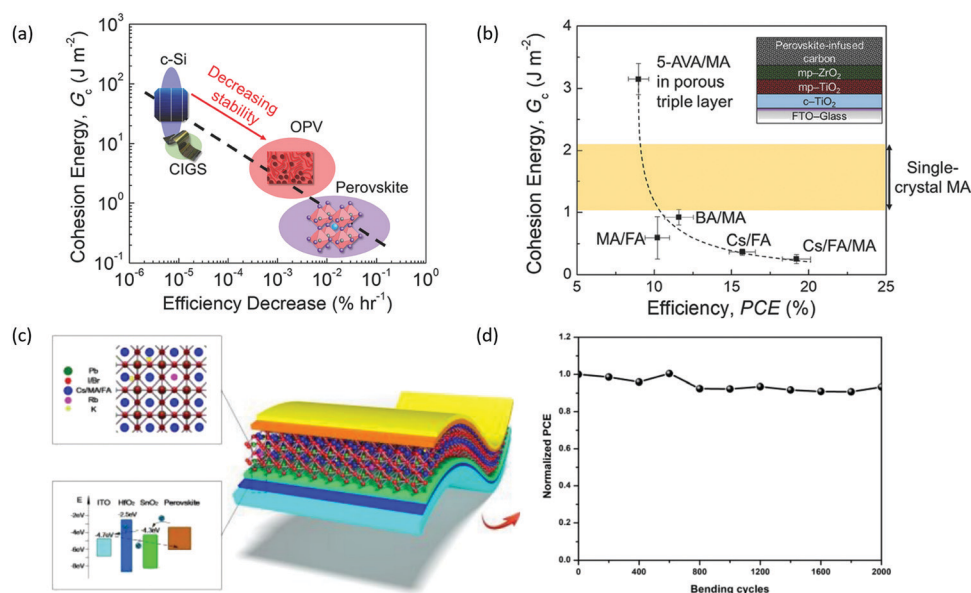 (a)
Cohesion Energy, Gc (J m-2)
10³
10²
10¹
10⁰
10-1
10-6
10-5
10-4
10-3
10-2
10-1
10⁰
Efficiency Decrease (% hr-1)
c-Si
CIGS
Decreasing
stability
OPV
Perovskite
(b)
Cohesion Energy, Gc (J m-2)
4
3
2
1
0
5
10
15
20
25
Efficiency, PCE (%)
5-AVA/MA
in porous
triple layer
MA/FA
BA/MA
Cs/FA
Cs/FA/MA
Perovskite-infused
carbon
mp–ZrO2
mp–TiO2
c–TiO2
FTO–Glass
Single-
crystal MA
(c)
Pb
I/Br
Cs/MA/FA
Rb
K
E
ITO HfO2 SnO2 Perovskite
-2eV
-4eV
-6eV
-8eV
-4.7eV
-2.5eV
-4.3eV
(d)
Normalized PCE
1.2
1.0
0.8
0.6
0.4
0.2
0.0
0
400
800
1200
1600
2000
Bending cycles